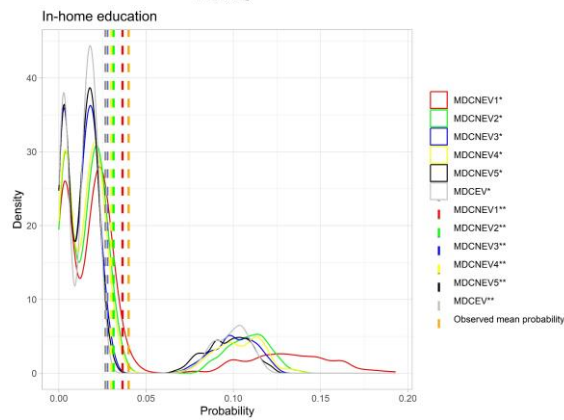 In-home education
40
30
20
10
0
Density
0.00
0.05
0.10
0.15
0.20
Probability
MDCNEV1*
MDCNEV2*
MDCNEV3*
MDCNEV4*
MDCNEV5*
MDCEV*
MDCNEV1**
MDCNEV2**
MDCNEV3**
MDCNEV4**
MDCNEV5**
MDCEV**
Observed mean probability